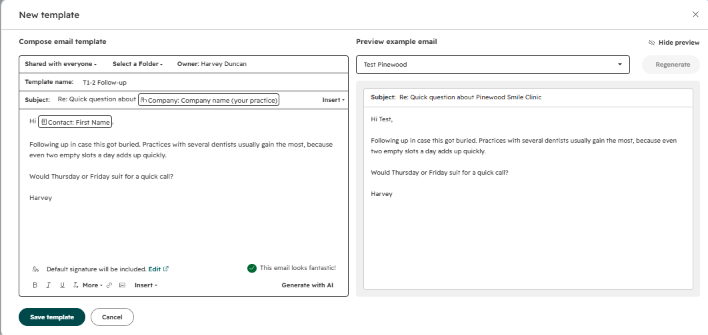 New template
Compose email template
Shared with everyone
Select a Folder
Owner: Harvey Duncan
Template name: T1-2 Follow-up
Subject: Re: Quick question about Company: Company name (your practice)
Insert
Hi Contact: First Name,
Following up in case this got buried. Practices with several dentists usually gain the most, because
even two empty slots a day adds up quickly.
Would Thursday or Friday suit for a quick call?
Harvey
Default signature will be included. Edit
This email looks fantastic!
B I U More Insert
Generate with AI
Save template
Cancel
Preview example email
Hide preview
Test Pinewood
Regenerate
Subject: Re: Quick question about Pinewood Smile Clinic
Hi Test,
Following up in case this got buried. Practices with several dentists usually gain the most, because even
two empty slots a day adds up quickly.
Would Thursday or Friday suit for a quick call?
Harvey